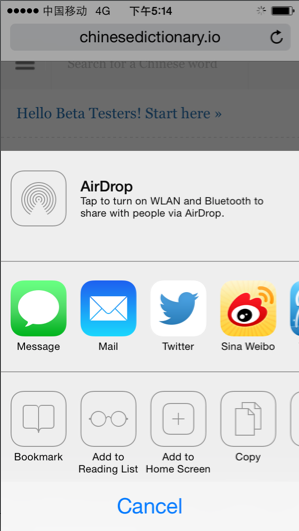 中国移动 4G 下午5:14
chinesedictionary.io
Search for a Chinese word
Hello Beta Testers! Start here »
AirDrop
Tap to turn on WLAN and Bluetooth to
share with people via AirDrop.
Message Mail Twitter Sina Weibo
Bookmark Add to Add to Copy
Reading List Home Screen
Cancel